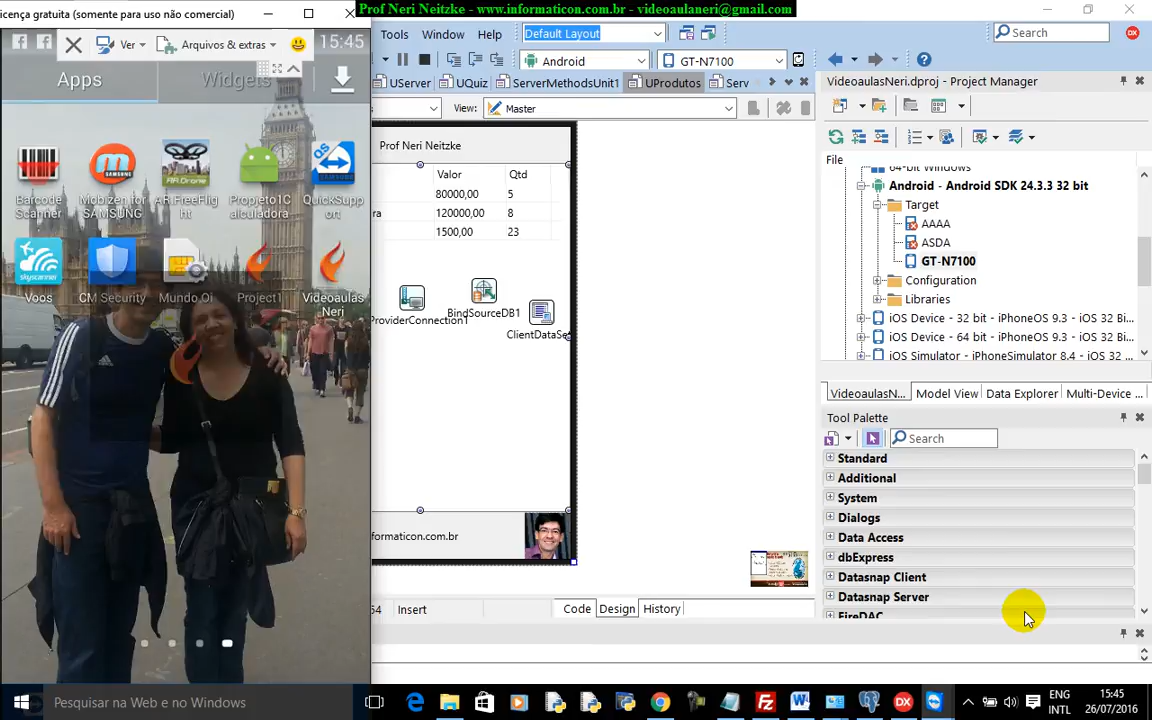 Prof Neri Neitzke - www.informaticon.com.br - videoaulaneri@gmail.com
icença gratuita (somente para uso não comercial)
Ver
Arquivos & extras
15:45
Apps
Widgets
Barcode Scanner
Mobizen for SAMSUNG
AR.FreeFlight
Projeto1Calculadora
QuickSupport
Voos
CM Security
Mundo Oi
Project1
Videoaulas Neri
Tools
Window
Help
Default Layout
Search
DX
Android
GT-N7100
UServer
UQuiz
ServerMethodsUnit1
UProdutos
Serv
View:
Master
Prof Neri Neitzke
Valor
Qtd
80000,00
5
ra
120000,00
8
1500,00
23
ProviderConnection1
BindSourceDB1
ClientDataSe
formaticon.com.br
54
Insert
Code
Design
History
VideoaulasNeri.dproj - Project Manager
File
64-bit Windows
Android - Android SDK 24.3.3 32 bit
Target
AAAA
ASDA
GT-N7100
Configuration
Libraries
iOS Device - 32 bit - iPhoneOS 9.3 - iOS 32 Bi...
iOS Device - 64 bit - iPhoneOS 9.3 - iOS 64 Bi...
iOS Simulator - iPhoneSimulator 8.4 - iOS 32 ...
VideoaulasN...
Model View
Data Explorer
Multi-Device ...
Tool Palette
Search
Standard
Additional
System
Dialogs
Data Access
dbExpress
Datasnap Client
Datasnap Server
FireDAC
Pesquisar na Web e no Windows
DX
ENG
INTL
15:45
26/07/2016